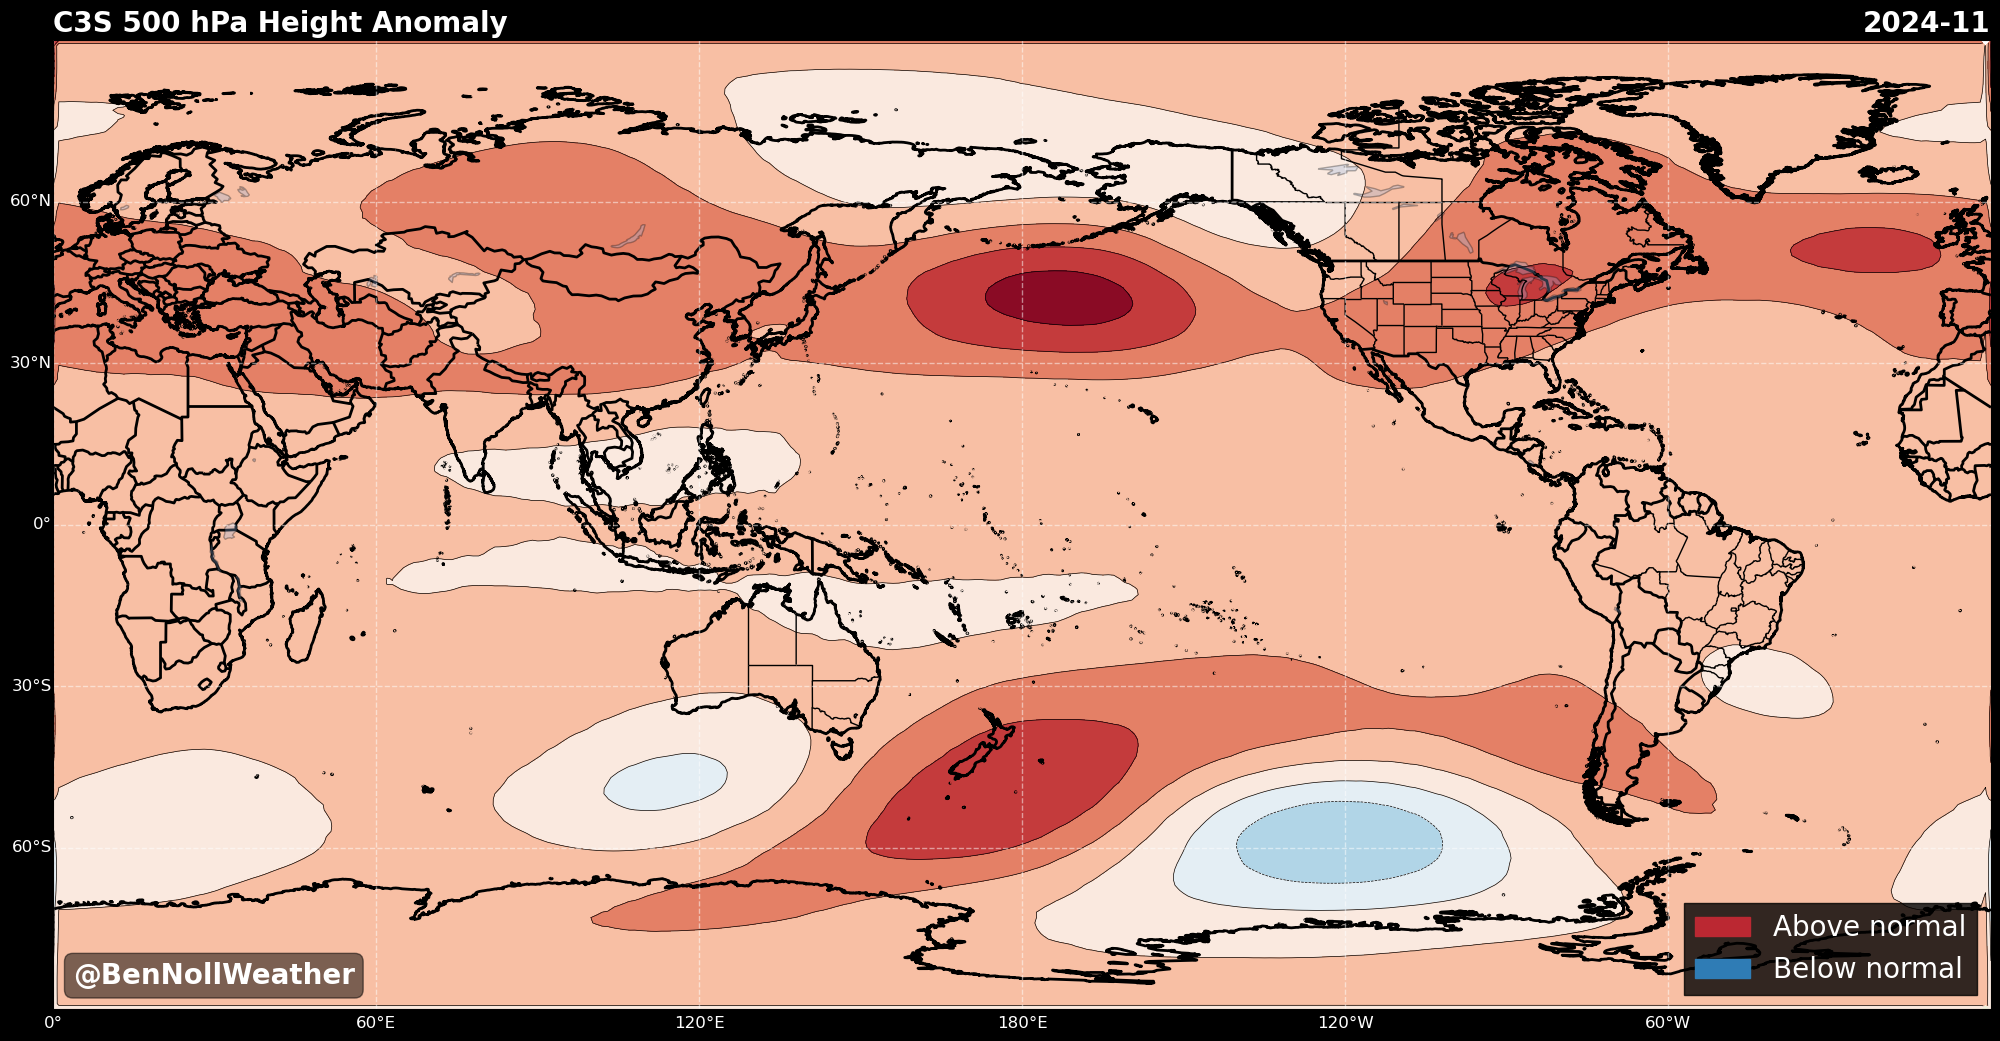 C3S 500 hPa Height Anomaly
2024-11
60°N
30°N
0°
30°S
60°S
Above normal
Below normal
@BenNollWeather
0°
60°E
120°E
180°E
120°W
60°W